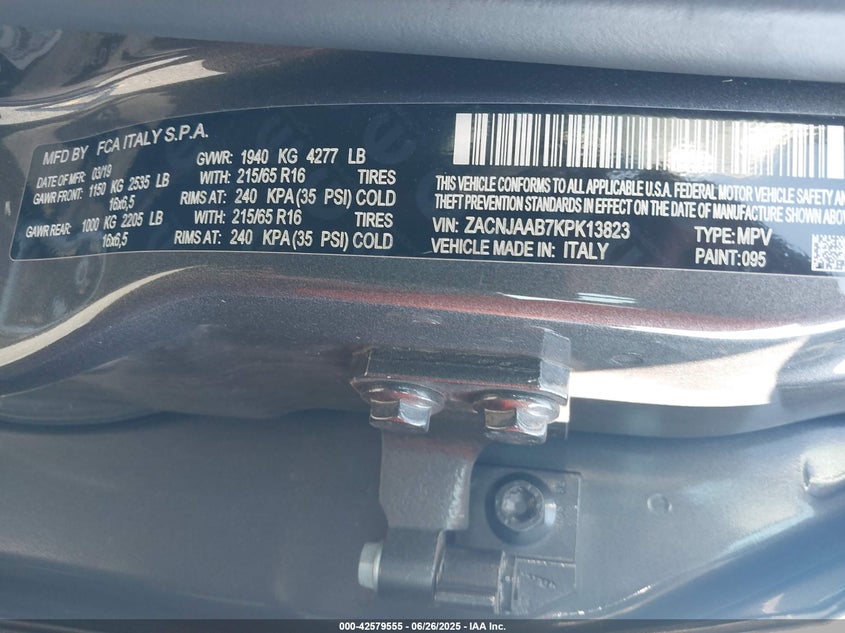 MFD BY FCA ITALY S.P.A.
DATE OF MFR: 03/19 GWWR: 1940 KG 4277 LB
GAWR FRONT: 1150 KG 2535 LB WITH: 215/65 R16 TIRES
16x6,5 RIMS AT: 240 KPA (35 PSI) COLD
GAWR REAR: 1000 KG 2205 LB WITH: 215/65 R16 TIRES
16x6,5 RIMS AT: 240 KPA (35 PSI) COLD
THIS VEHICLE CONFORMS TO ALL APPLICABLE U.S.A. FEDERAL MOTOR VEHICLE SAFETY AN
THEFT PREVENTION STANDARDS IN EFFECT ON THE DATE OF MANUFACTURE SHOWN ABOVE.
VIN: ZACNJAAB7KPK13823 TYPE: MPV
VEHICLE MADE IN: ITALY PAINT: 095
000-42579555 - 06/26/2025 - IAA Inc.